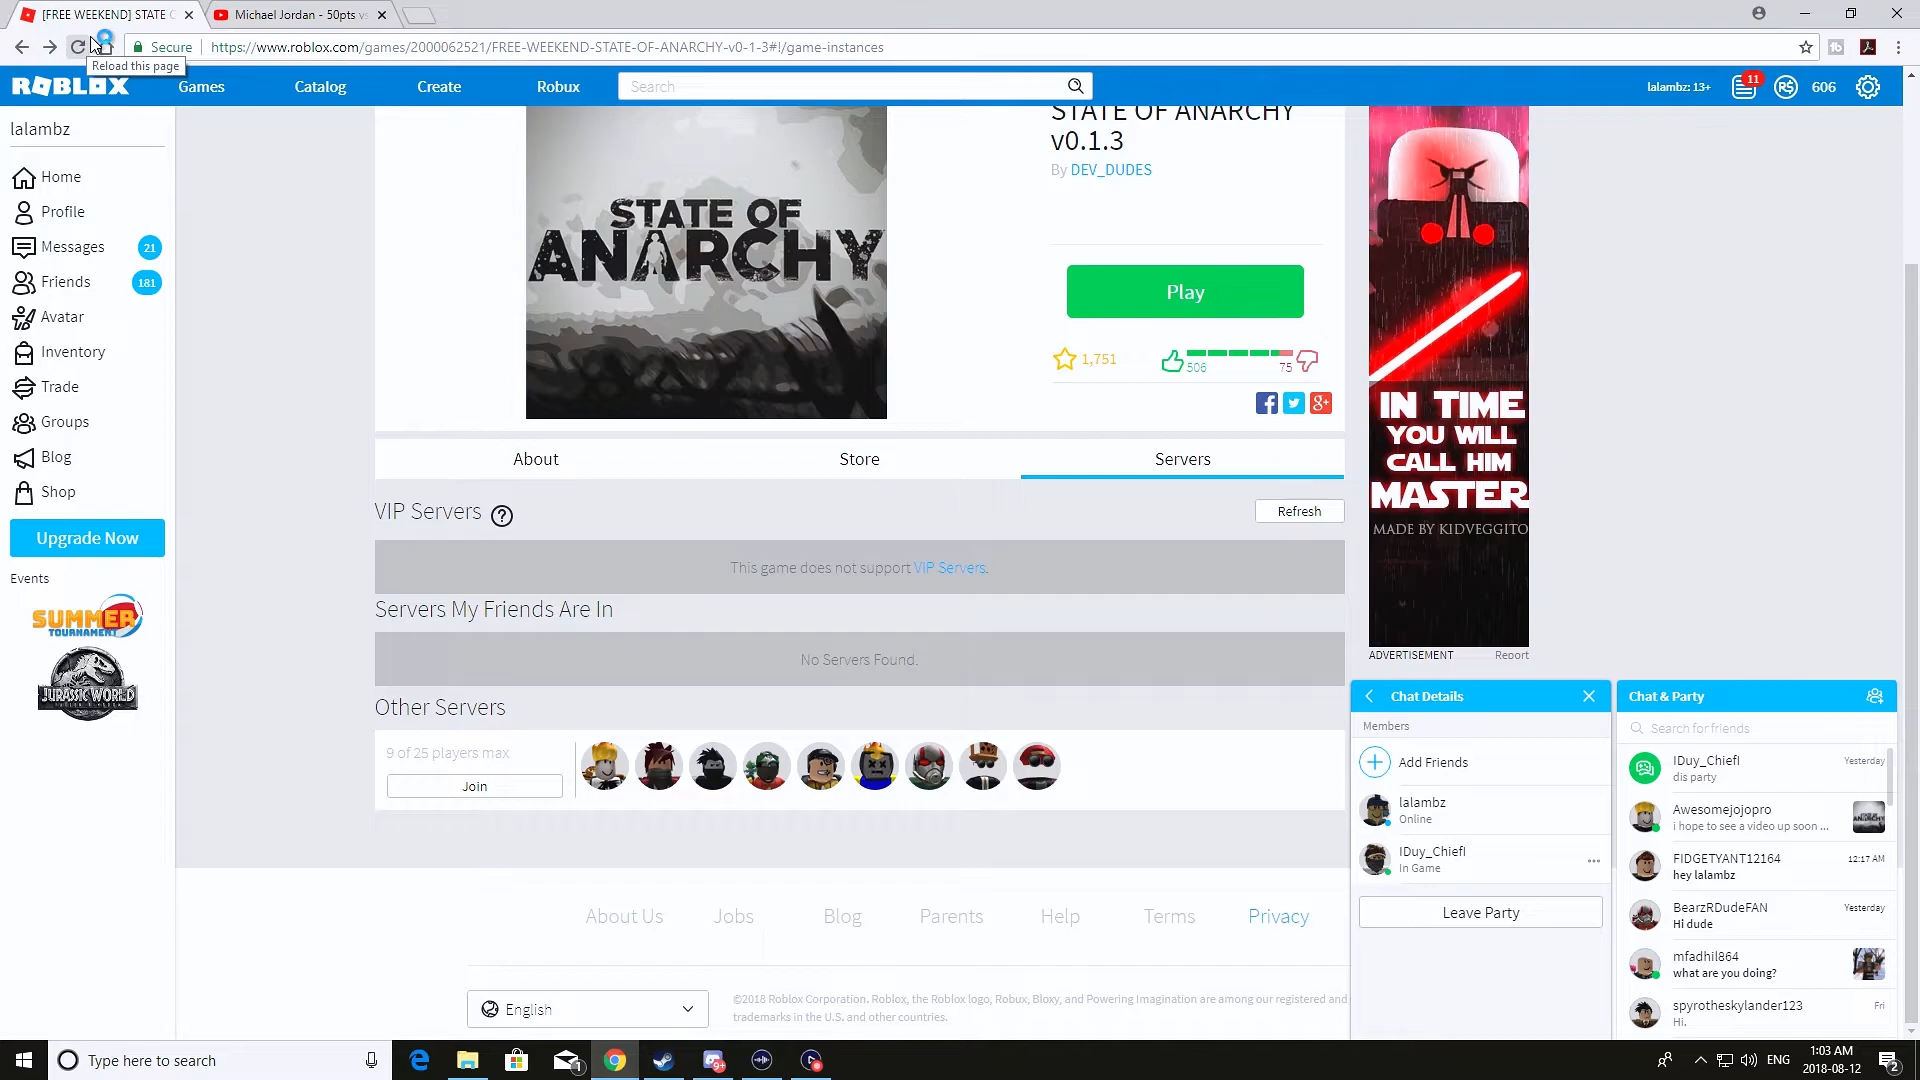 [FREE WEEKEND] STATE O
Michael Jordan - 50pts vs
Secure
https://www.roblox.com/games/2000062521/FREE-WEEKEND-STATE-OF-ANARCHY-v0-1-3#!/game-instances
Reload this page
ROBLOX
Games
Catalog
Create
Robux
Search
lalambz: 13+
11
R$
606
lalambz
Home
Profile
Messages
21
Friends
181
Avatar
Inventory
Trade
Groups
Blog
Shop
Upgrade Now
Events
SUMMER
TOURNAMENT
JURASSIC WORLD
STATE OF
ANARCHY
STATE OF ANARCHY
v0.1.3
By DEV_DUDES
Play
1,751
506
75
About
Store
Servers
VIP Servers
Refresh
This game does not support VIP Servers.
Servers My Friends Are In
No Servers Found.
Other Servers
9 of 25 players max
Join
IN TIME
YOU WILL
CALL HIM
MASTER
MADE BY KIDVEGGITO
ADVERTISEMENT
Report
Chat Details
Members
Add Friends
lalambz
Online
IDuy_ChiefI
In Game
Leave Party
Chat & Party
Search for friends
IDuy_ChiefI
Yesterday
dis party
Awesomejojopro
i hope to see a video up soon ...
FIDGETYANT12164
12:17 AM
hey lalambz
BearzRDudeFAN
Yesterday
Hi dude
mfadhil864
what are you doing?
spyrotheskylander123
Fri
Hi.
About Us
Jobs
Blog
Parents
Help
Terms
Privacy
English
©2018 Roblox Corporation. Roblox, the Roblox logo, Robux, Bloxy, and Powering Imagination are among our registered and
trademarks in the U.S. and other countries.
Type here to search
1
9+
ENG
1:03 AM
2018-08-12
2